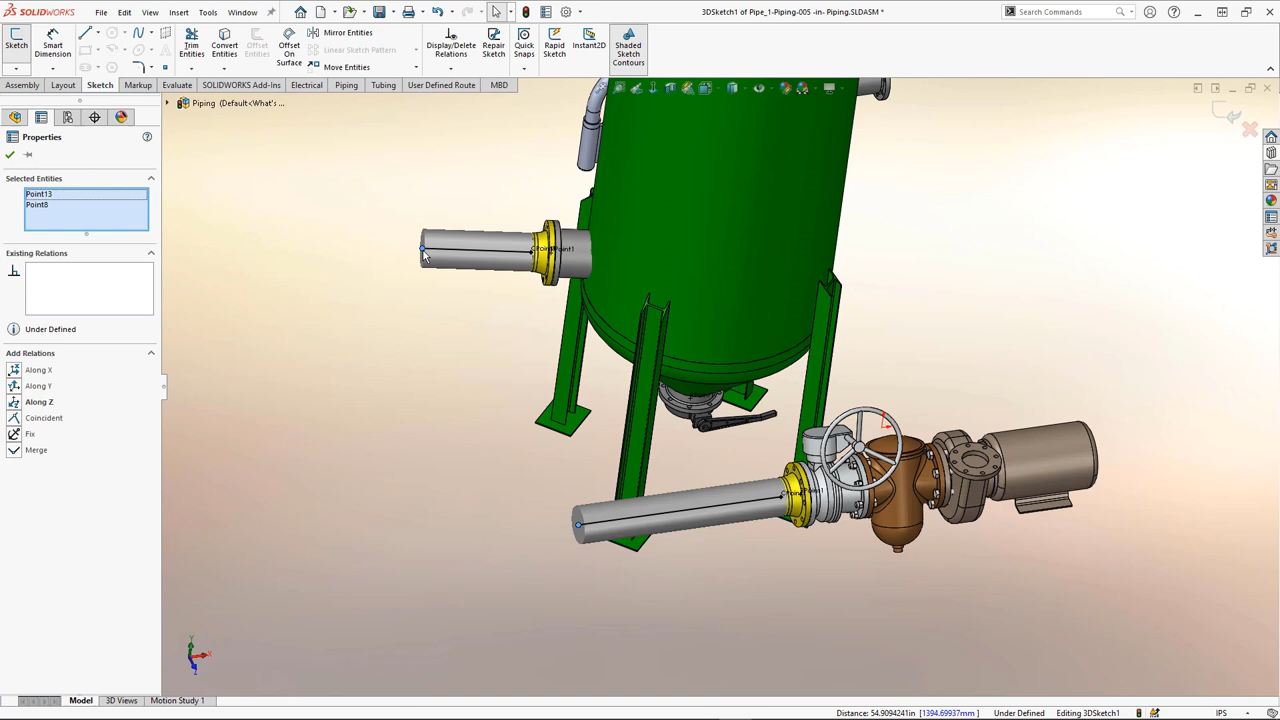 SOLIDWORKS File Edit View Insert Tools Window 3DSketch1 of Pipe_1-Piping-005 -in- Piping.SLDASM * Search Commands
Sketch Smart Dimension Trim Entities Convert Entities Offset Entities Offset On Surface Mirror Entities Linear Sketch Pattern Move Entities Display/Delete Relations Repair Sketch Quick Snaps Rapid Sketch Instant2D Shaded Sketch Contours
Assembly Layout Sketch Markup Evaluate SOLIDWORKS Add-Ins Electrical Piping Tubing User Defined Route MBD
Piping (Default<What's ...
Properties
Selected Entities
Point13
Point8
Existing Relations
Under Defined
Add Relations
Along X
Along Y
Along Z
Coincident
Fix
Merge
Y
X
Z
Model 3D Views Motion Study 1
Distance: 54.9094241in [1394.69937mm] Under Defined Editing 3DSketch1 IPS